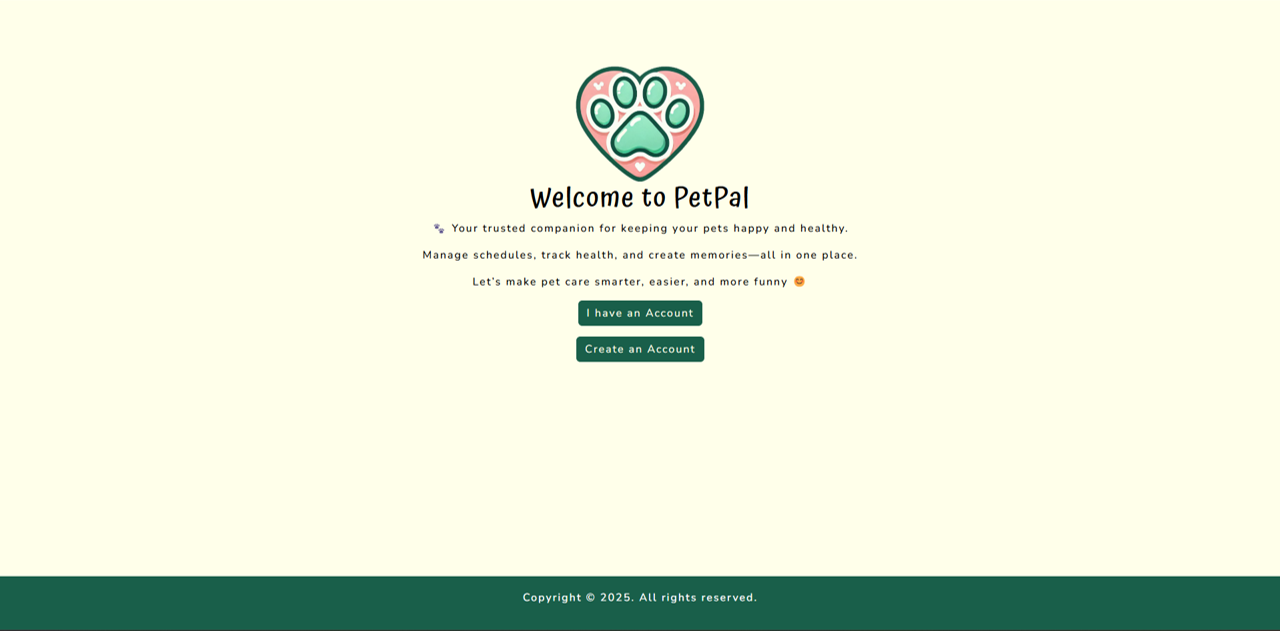 Welcome to PetPal
🐾 Your trusted companion for keeping your pets happy and healthy.
Manage schedules, track health, and create memories—all in one place.
Let's make pet care smarter, easier, and more funny 😊
I have an Account
Create an Account
Copyright © 2025. All rights reserved.